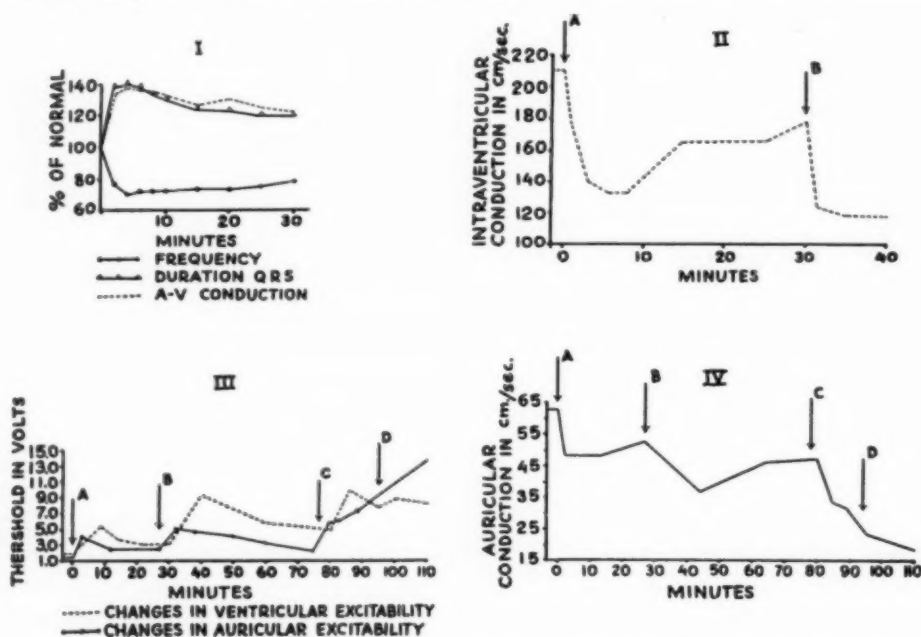 I
% OF NORMAL
140
120
100
80
60
10 20 30
MINUTES
FREQUENCY
DURATION QRS
A-V CONDUCTION
II
INTRAVENTRICULAR
CONDUCTION IN cm/sec.
A
B
220
200
180
160
140
120
100
0 10 20 30 40
MINUTES
III
THERSHOLD IN VOLTS
A
B
C
D
15.0
13.0
11.0
9.0
7.0
5.0
3.0
1.0
0 10 20 30 40 50 60 70 80 90 100 110
MINUTES
CHANGES IN VENTRICULAR EXCITABILITY
CHANGES IN AURICULAR EXCITABILITY
IV
AURICULAR
CONDUCTION IN cm/sec.
A
B
C
D
65
55
45
35
25
15
0 10 20 30 40 50 60 70 80 90 100 110
MINUTES